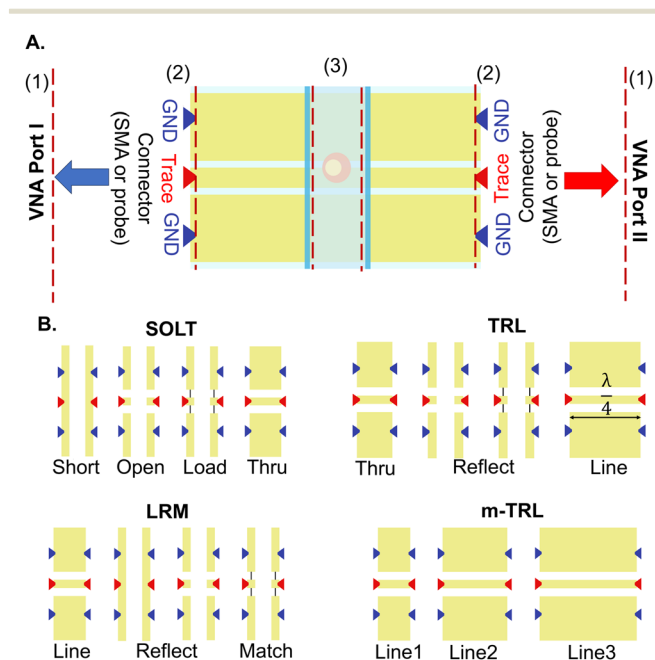 A.
(1)
(2)
(3)
(2)
(1)
VNA Port I
Connector
(SMA or probe)
GND
Trace
GND
GND
Trace
GND
Connector
(SMA or probe)
VNA Port II
B.
SOLT
Short Open Load Thru
TRL
λ
4
Thru Reflect Line
LRM
Line Reflect Match
m-TRL
Line1 Line2 Line3